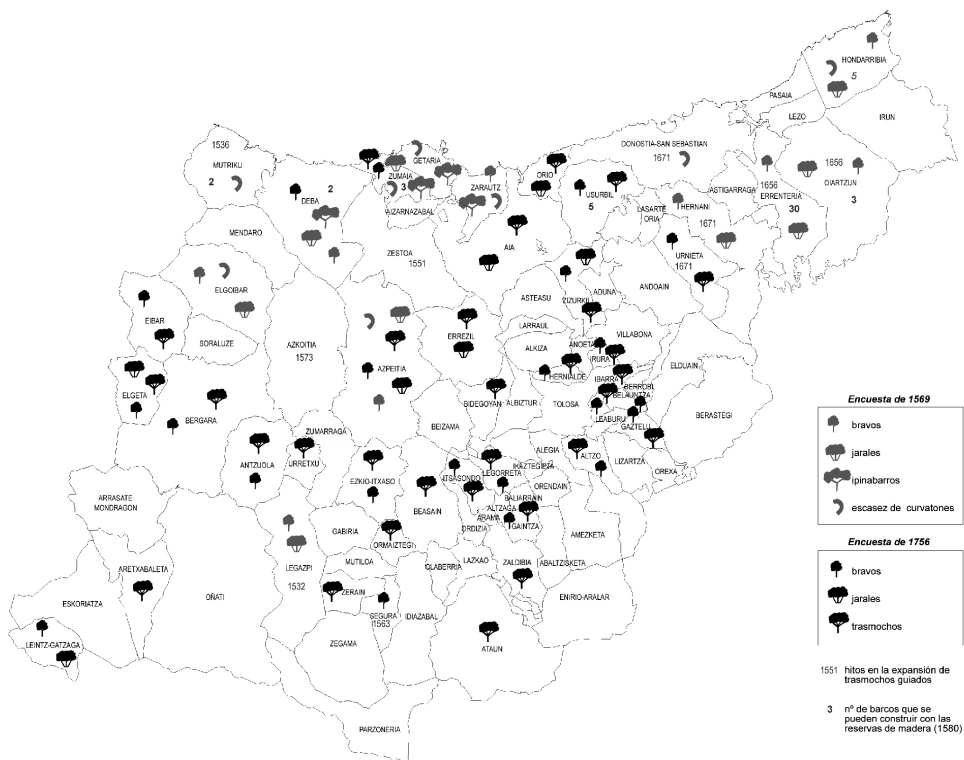 HONDARRIBIA
5
PASAIA
LEZO
IRUN
1536
MUTRIKU
2
GETARIA
DONOSTIA-SAN SEBASTIAN
1671
ZUMAIA
3
ORIO
ZARAUTZ
2
DEBA
USURBIL
5
ASTIGARRAGA
1656
ERRENTERIA
30
1656
OIARTZUN
3
AIZARNAZABAL
LASARTE
ORIA
HERNANI
1671
MENDARO
ZESTOA
1551
AIA
URNIETA
1671
ELGOIBAR
ASTEASU
ZIZURKIL
ADUNA
ANDOAIN
EIBAR
SORALUZE
AZKOITIA
1573
ERREZIL
LARRAUL
ALKIZA
ANOETA
VILLABONA
IRURA
AZPEITIA
HERNIALDE
IBARRA
BERROBI
ELDUAIN
ELGETA
BERGARA
BIDEGOYAN
ALBIZTUR
TOLOSA
BELAUNTZA
LEABURU
GAZTELU
BERASTEGI
BEIZAMA
ZUMARRAGA
URRETXU
ANTZUOLA
EZKIO-ITXASO
ALEGIA
ALTZO
LIZARTZA
OREXA
ITSASONDO
LEGORRETA
IKAZTEGIETA
ORENDAIN
BALIARRAIN
ALTZAGA
ARAMA
GAINTZA
BEASAIN
ORDIZIA
ARRASATE
MONDRAGON
GABIRIA
ORMAIZTEGI
AMEZKETA
LEGAZPI
1532
MUTILOA
OLABERRIA
LAZKAO
ZALDIBIA
ABALTZISKETA
ARETXABALETA
ESKORIATZA
OÑATI
ZERAIN
SEGURA
1563
IDIAZABAL
ENIRIO-ARALAR
LEINTZ-GATZAGA
ZEGAMA
ATAUN
PARZONERIA
Encuesta de 1569
bravos
jarales
ipinabarros
escasez de curvatones
Encuesta de 1756
bravos
jarales
trasmochos
1551 hitos en la expansión de
trasmochos guiados
3 nº de barcos que se
pueden construir con las
reservas de madera (1580)